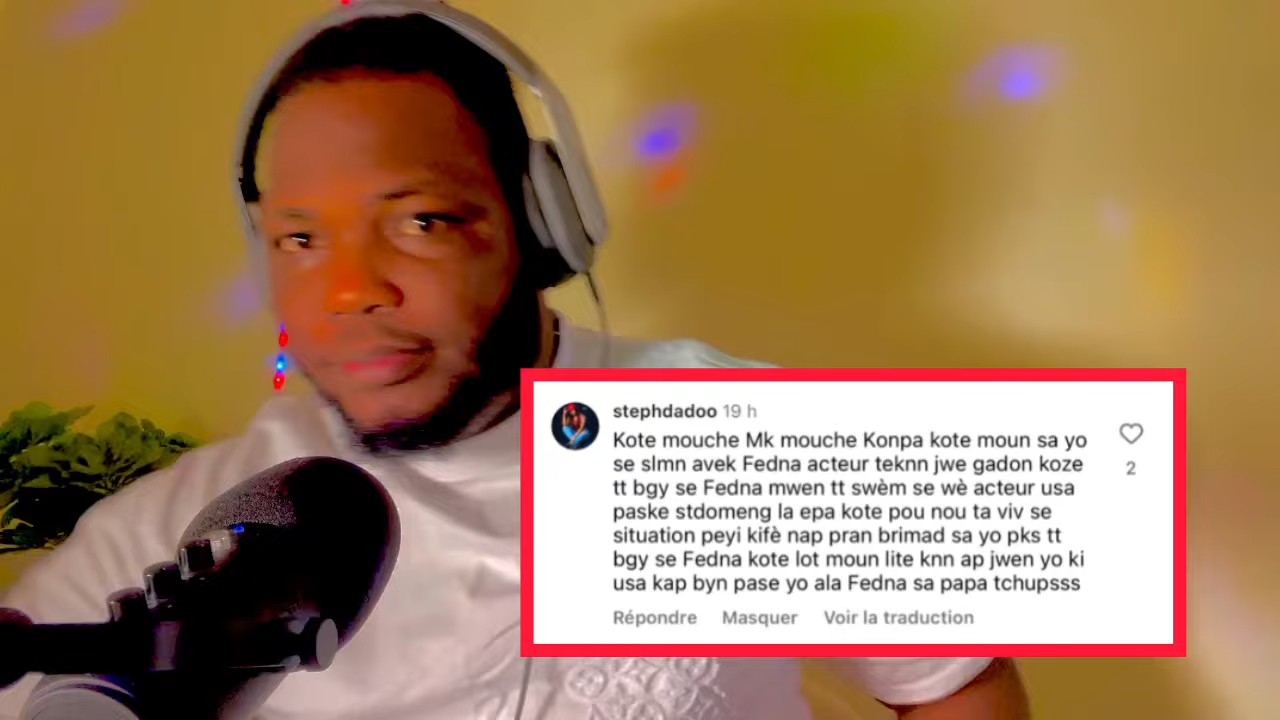 stephdadoo 19 h
Kote mouche Mk mouche Konpa kote moun sa yo
se slmn avek Fedna acteur teknn jwe gadon koze
tt bgy se Fedna mwen tt swèm se wè acteur usa
paske stdomeng la epa kote pou nou ta viv se
situation peyi kifè nap pran brimad sa yo pks tt
bgy se Fedna kote lot moun lite knn ap jwen yo ki
usa kap byn pase yo ala Fedna sa papa tchupsss
2
Répondre Masquer Voir la traduction